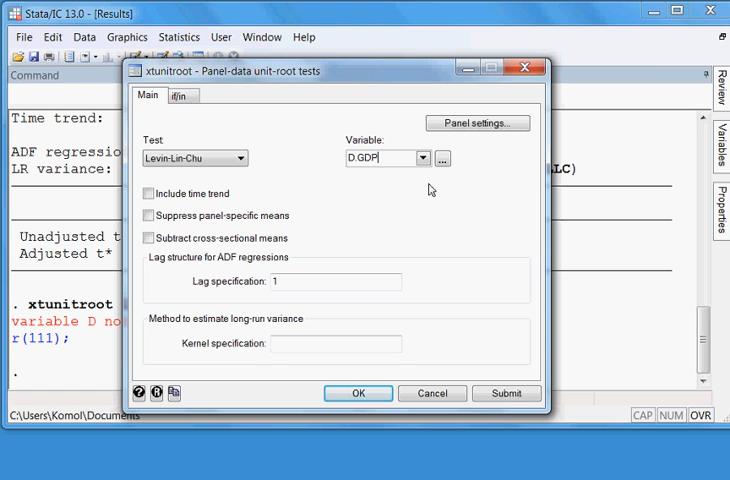 Stata/IC 13.0 - [Results]
File Edit Data Graphics Statistics User Window Help
Command
Review
Variables
Properties
Time trend:
ADF regressio
LR variance: LLC)
Unadjusted t
Adjusted t*
. xtunitroot
variable D no
r(111);
.
C:\Users\Komol\Documents
CAP NUM OVR
xtunitroot - Panel-data unit-root tests
Main if/in
Panel settings...
Test: Variable:
Levin-Lin-Chu D.GDP ...
Include time trend
Suppress panel-specific means
Subtract cross-sectional means
Lag structure for ADF regressions
Lag specification: 1
Method to estimate long-run variance
Kernel specification:
? R OK Cancel Submit